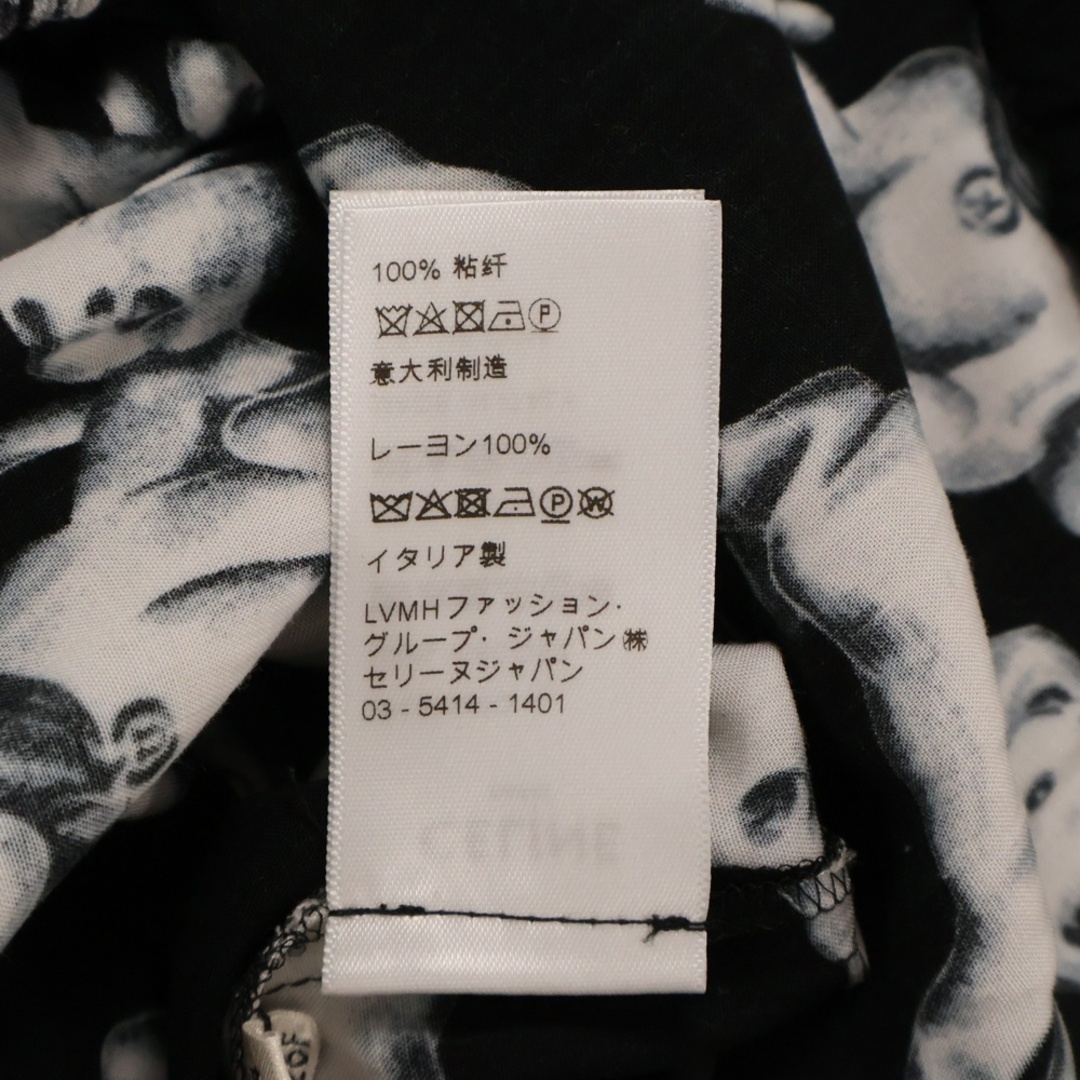 100% 粘纤
P
意大利制造
レーヨン100%
P W
イタリア製
LVMHファッション・
グループ・ジャパン㈱
セリーヌジャパン
03 - 5414 - 1401
CELINE
OF